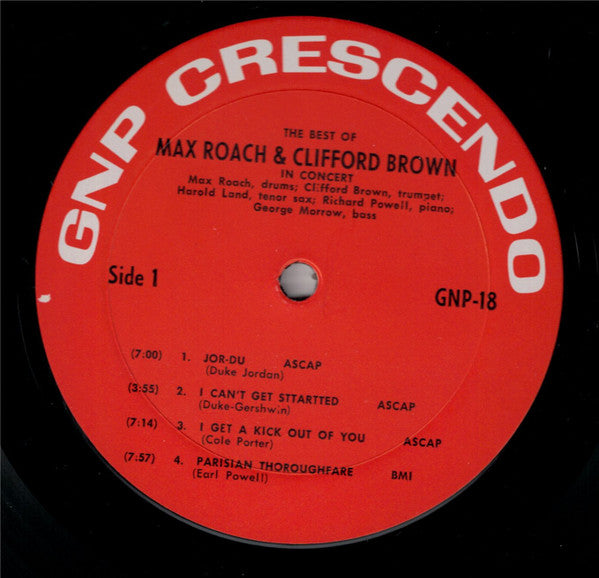 GNP CRESCENDO
THE BEST OF
MAX ROACH & CLIFFORD BROWN
IN CONCERT
Max Roach, drums; Clifford Brown, trumpet;
Harold Land, tenor sax; Richard Powell, piano;
George Morrow, bass
Side 1
GNP-18
(7:00) 1. JOR-DU ASCAP
(Duke Jordan)
(3:55) 2. I CAN'T GET STTARTTED ASCAP
(Duke-Gershwin)
(7:14) 3. I GET A KICK OUT OF YOU ASCAP
(Cole Porter)
(7:57) 4. PARISIAN THOROUGHFARE BMI
(Earl Powell)